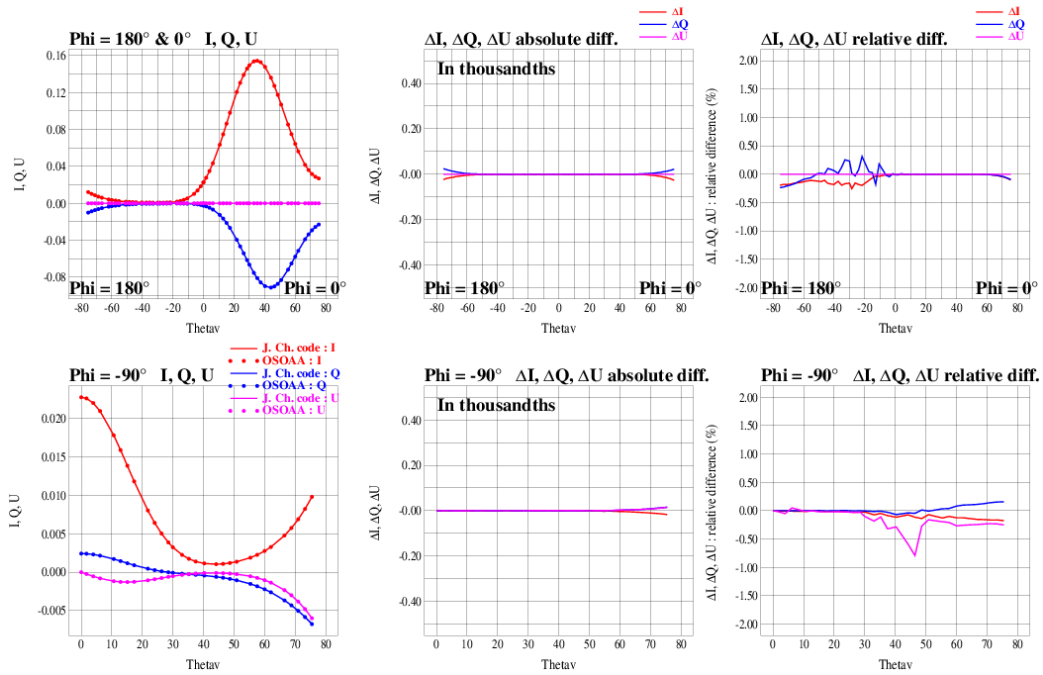 ΔI
ΔQ
ΔU
ΔI
ΔQ
ΔU
Phi = 180° & 0° I, Q, U
ΔI, ΔQ, ΔU absolute diff.
ΔI, ΔQ, ΔU relative diff.
I, Q, U
0.16
0.12
0.08
0.04
0.00
-0.04
-0.08
Phi = 180°
Phi = 0°
-80 -60 -40 -20 0 20 40 60 80
Thetav
In thousandths
ΔI, ΔQ, ΔU
0.40
0.20
-0.00
-0.20
-0.40
Phi = 180°
Phi = 0°
-80 -60 -40 -20 0 20 40 60 80
Thetav
ΔI, ΔQ, ΔU : relative difference (%)
2.00
1.50
1.00
0.50
0.00
-0.50
-1.00
-1.50
-2.00
Phi = 180°
Phi = 0°
-80 -60 -40 -20 0 20 40 60 80
Thetav
J. Ch. code : I
OSOAA : I
J. Ch. code : Q
OSOAA : Q
J. Ch. code : U
OSOAA : U
Phi = -90° I, Q, U
I, Q, U
0.020
0.015
0.010
0.005
0.000
-0.005
0 10 20 30 40 50 60 70 80
Thetav
Phi = -90° ΔI, ΔQ, ΔU absolute diff.
In thousandths
ΔI, ΔQ, ΔU
0.40
0.20
-0.00
-0.20
-0.40
0 10 20 30 40 50 60 70 80
Thetav
Phi = -90° ΔI, ΔQ, ΔU relative diff.
ΔI, ΔQ, ΔU : relative difference (%)
2.00
1.50
1.00
0.50
0.00
-0.50
-1.00
-1.50
-2.00
0 10 20 30 40 50 60 70 80
Thetav